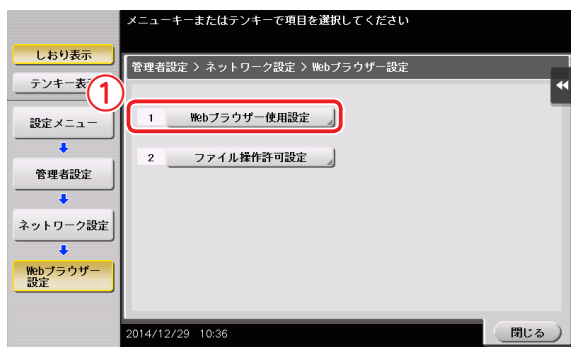 メニューキーまたはテンキーで項目を選択してください
しおり表示
テンキー表
①
設定メニュー
管理者設定
ネットワーク設定
Webブラウザー
設定
管理者設定 > ネットワーク設定 > Webブラウザー設定
1 Webブラウザー使用設定
2 ファイル操作許可設定
2014/12/29 10:36
閉じる